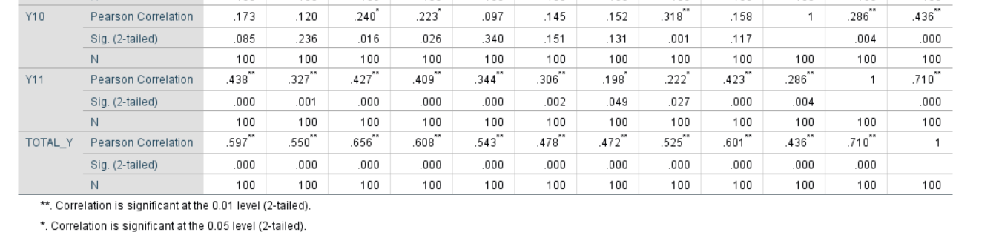 Y10 Pearson Correlation .173 .120 .240* .223* .097 .145 .152 .318** .158 1 .286** .436**
Sig. (2-tailed) .085 .236 .016 .026 .340 .151 .131 .001 .117 .004 .000
N 100 100 100 100 100 100 100 100 100 100 100 100
Y11 Pearson Correlation .438** .327** .427** .409** .344** .306** .198* .222* .423** .286** 1 .710**
Sig. (2-tailed) .000 .001 .000 .000 .000 .002 .049 .027 .000 .004 .000
N 100 100 100 100 100 100 100 100 100 100 100 100
TOTAL_Y Pearson Correlation .597** .550** .656** .608** .543** .478** .472** .525** .601** .436** .710** 1
Sig. (2-tailed) .000 .000 .000 .000 .000 .000 .000 .000 .000 .000 .000
N 100 100 100 100 100 100 100 100 100 100 100 100
**. Correlation is significant at the 0.01 level (2-tailed).
*. Correlation is significant at the 0.05 level (2-tailed).